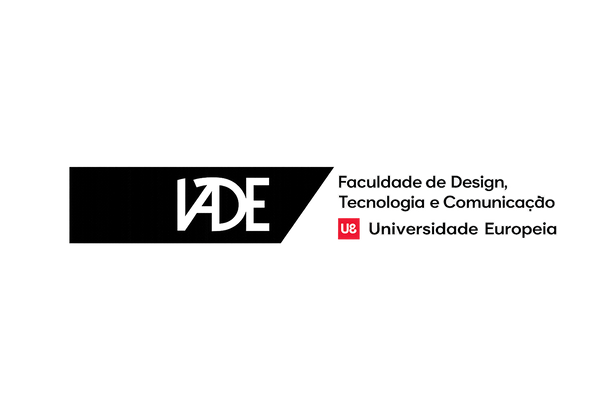 IADE
Faculdade de Design,
Tecnologia e Comunicação
UE Universidade Europeia